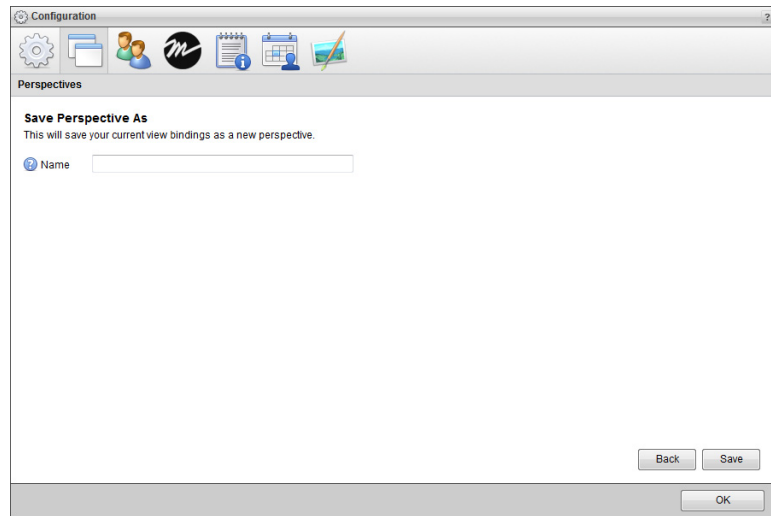 Configuration
?
Perspectives
Save Perspective As
This will save your current view bindings as a new perspective.
? Name
Back
Save
OK